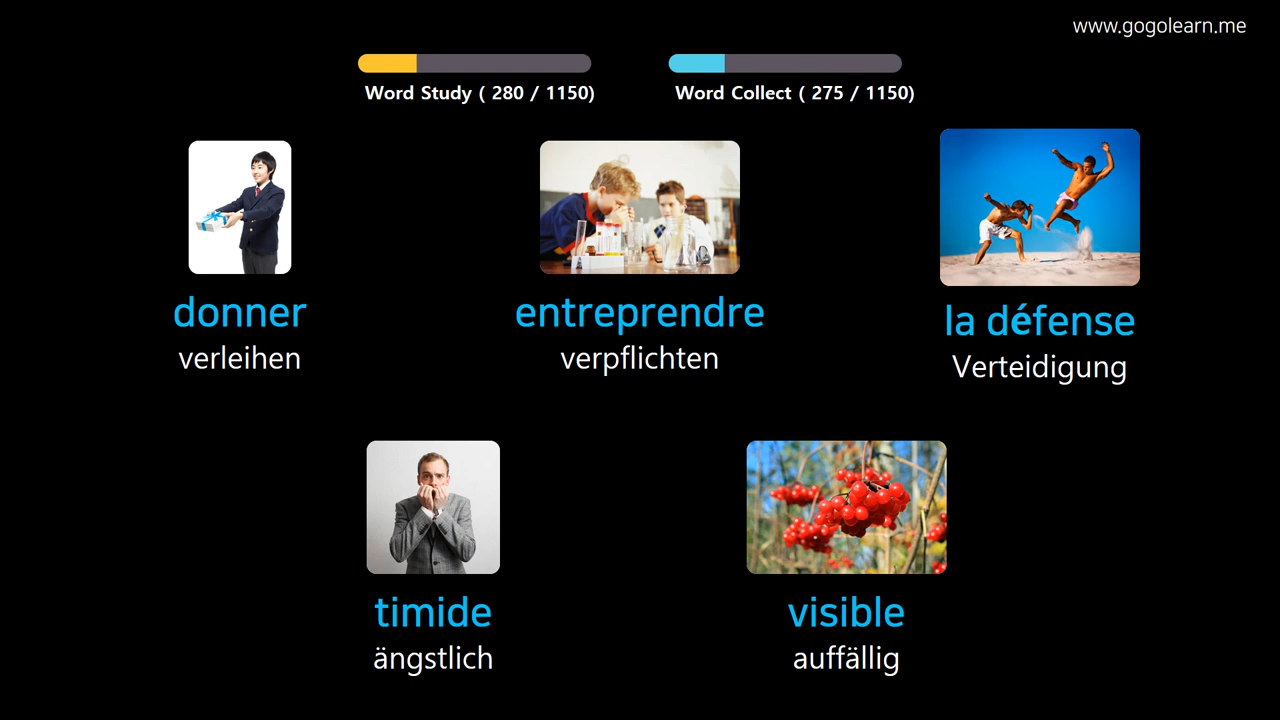 www.gogolearn.me
Word Study ( 280 / 1150)
Word Collect ( 275 / 1150)
donner
verleihen
entreprendre
verpflichten
la défense
Verteidigung
timide
ängstlich
visible
auffällig